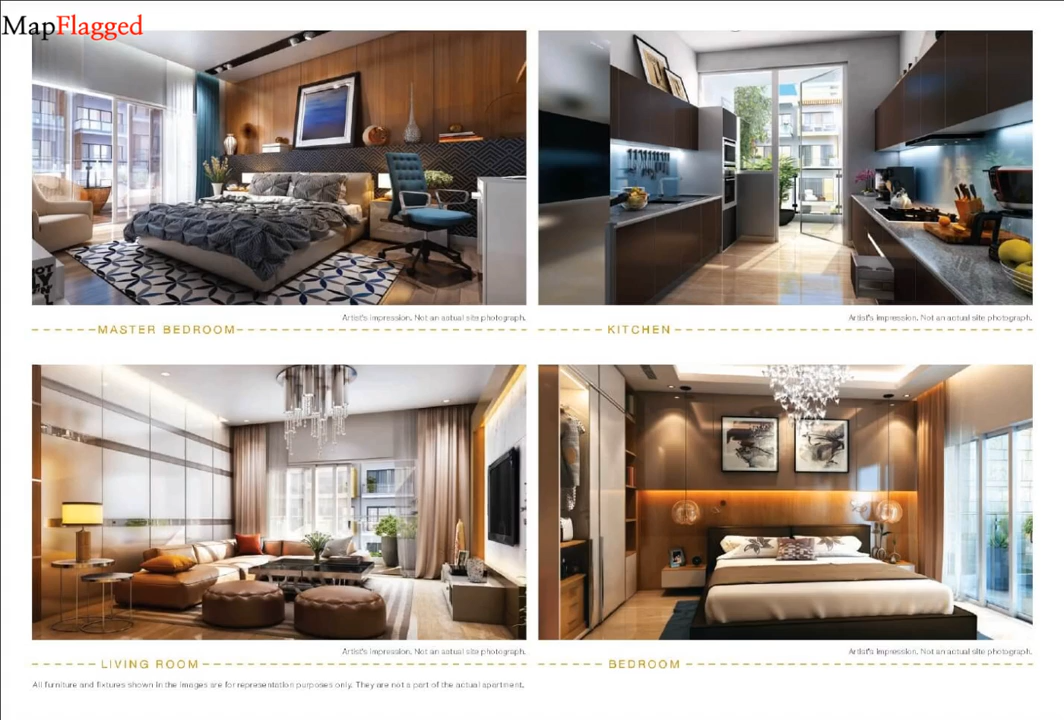 MapFlagged
Artist's impression. Not an actual site photograph.
Artist's impression. Not an actual site photograph.
MASTER BEDROOM
KITCHEN
Artist's impression. Not an actual site photograph.
Artist's impression. Not an actual site photograph.
LIVING ROOM
BEDROOM
All furniture and fixtures shown in the images are for representation purposes only. They are not a part of the actual apartment.